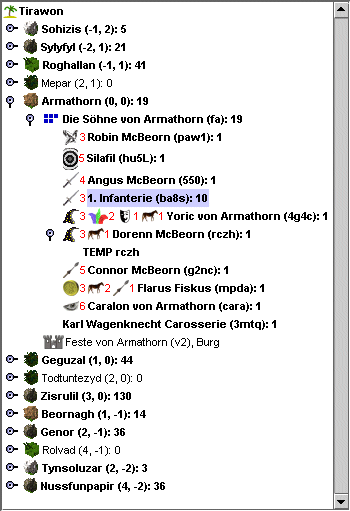 Tirawon
Sohizis (-1, 2): 5
Sylyfyl (-2, 1): 21
Roghallan (-1, 1): 41
Mepar (2, 1): 0
Armathorn (0, 0): 19
Die Söhne von Armathorn (fa): 19
3 Robin McBeorn (paw1): 1
5 Silafil (hu5L): 1
4 Angus McBeorn (550): 1
3 1. Infanterie (ba8s): 10
3 2 1 1 Yoric von Armathorn (4g4c): 1
3 1 Dorenn McBeorn (rczh): 1
TEMP rczh
5 Connor McBeorn (g2nc): 1
3 2 1 Flarus Fiskus (mpda): 1
6 Caralon von Armathorn (cara): 1
Karl Wagenknecht Carosserie (3mtq): 1
Feste von Armathorn (v2), Burg
Geguzal (1, 0): 44
Todtuntezyd (2, 0): 0
Zisrulil (3, 0): 130
Beornagh (1, -1): 14
Genor (2, -1): 36
Rolvad (4, -1): 0
Tynsoluzar (2, -2): 3
Nussfunpapir (4, -2): 36